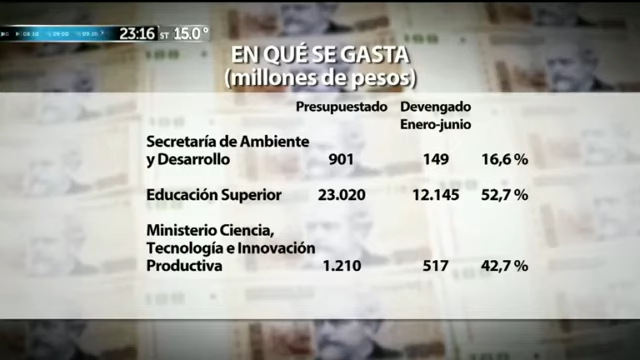 23:16 ST 15.0°
EN QUÉ SE GASTA
(millones de pesos)
Presupuestado Devengado
Enero-junio
Secretaría de Ambiente
y Desarrollo 901 149 16,6 %
Educación Superior 23.020 12.145 52,7 %
Ministerio Ciencia,
Tecnología e Innovación
Productiva 1.210 517 42,7 %